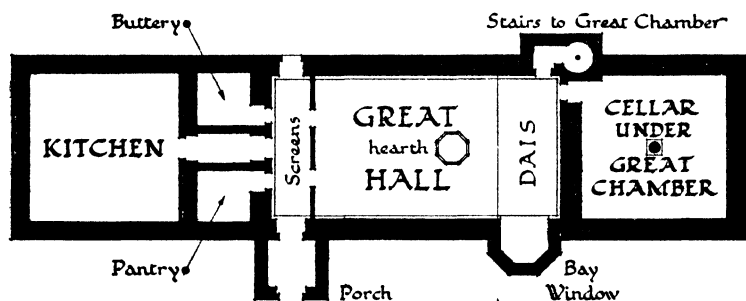 Buttery
Stairs to Great Chamber
KITCHEN
Screens
GREAT
hearth
HALL
DAIS
CELLAR
UNDER
GREAT
CHAMBER
Pantry
Porch
Bay
Window